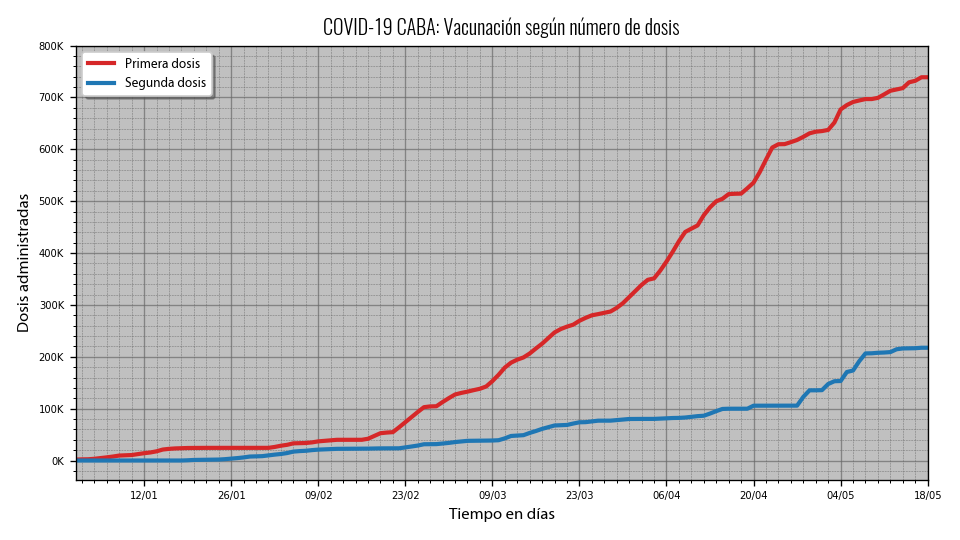 COVID-19 CABA: Vacunación según número de dosis
Primera dosis
Segunda dosis
Dosis administradas
800K
700K
600K
500K
400K
300K
200K
100K
0K
12/01 26/01 09/02 23/02 09/03 23/03 06/04 20/04 04/05 18/05
Tiempo en días